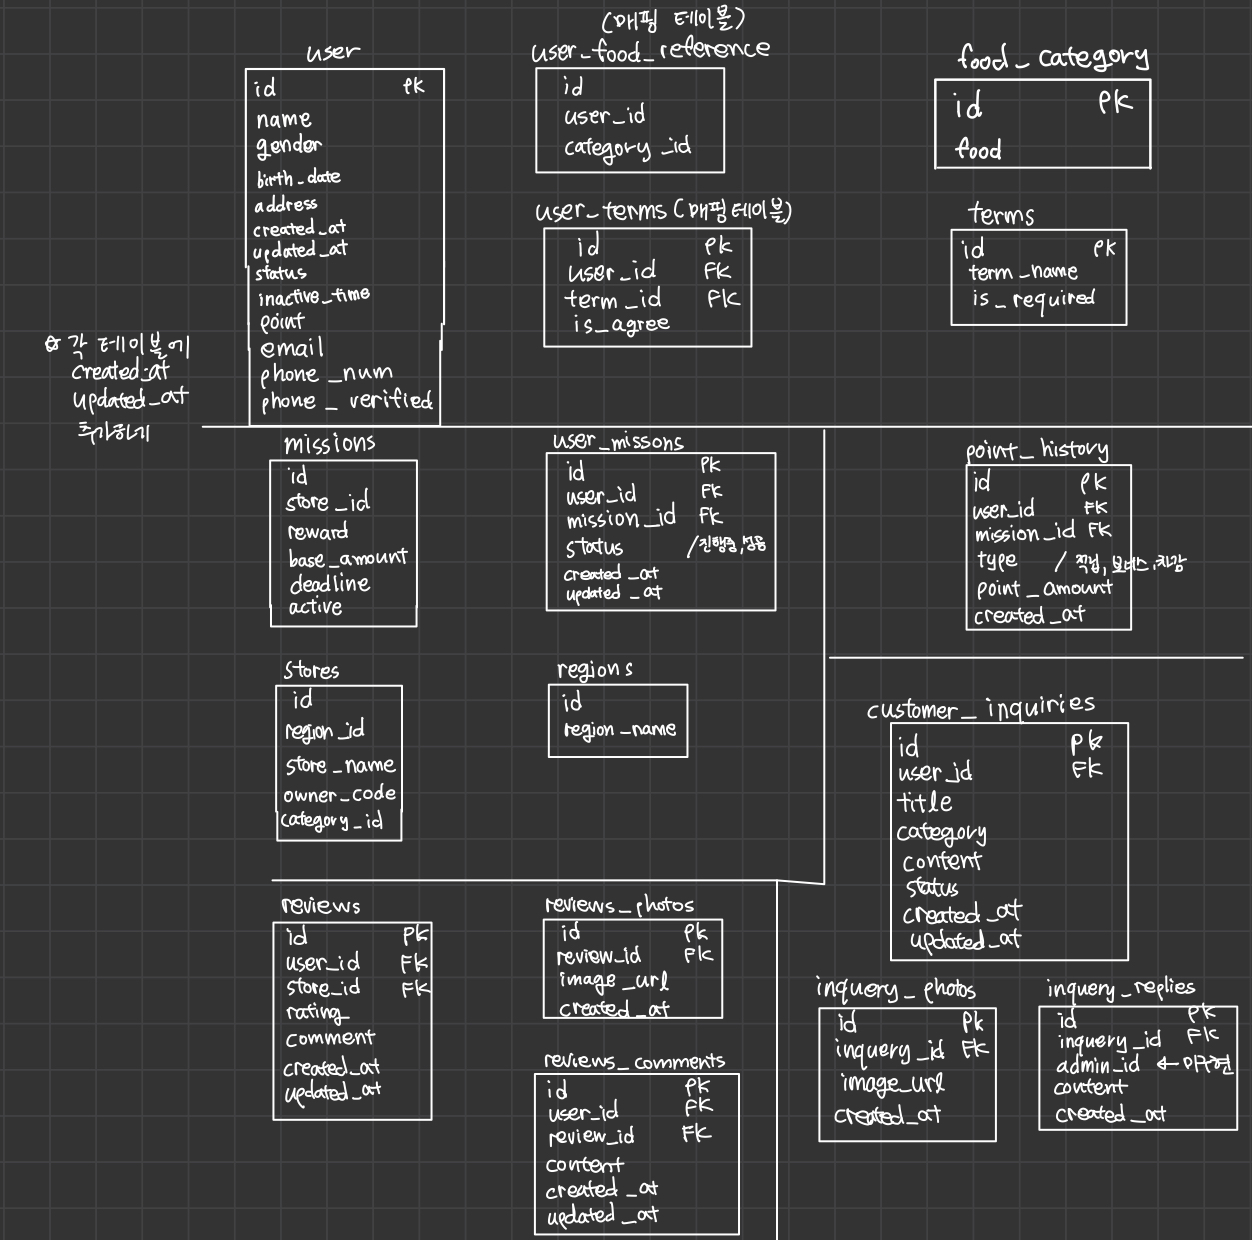 user
id PK
name
gender
birth_date
address
created_at
updated_at
status
inactive_time
point
email
phone_num
phone_verified
(매핑 테이블)
user_food_reference
id
user_id
category_id
food_category
id PK
food
user_terms(매핑 테이블)
id PK
user_id FK
term_id FK
is_agree
terms
id PK
term_name
is_required
☆ 각 테이블에
created_at
updated_at
추가하기
missions
id
store_id
reward
base_amount
deadline
active
user_missons
id PK
user_id FK
mission_id FK
status / 진행중,성공
created_at
updated_at
point_history
id PK
user_id FK
mission_id FK
type / 적립, 보너스, 차감
point_amount
created_at
stores
id
region_id
store_name
owner_code
category_id
regions
id
region_name
customer_inquiries
id PK
user_id FK
title
category
content
status
created_at
updated_at
reviews
id PK
user_id FK
store_id FK
rating
comment
created_at
updated_at
reviews_photos
id PK
review_id FK
image_url
created_at
reviews_comments
id PK
user_id FK
review_id FK
content
created_at
updated_at
inquery_photos
id PK
inquery_id FK
image_url
created_at
inquery_replies
id PK
inquery_id FK
admin_id ← 미구현
content
created_at